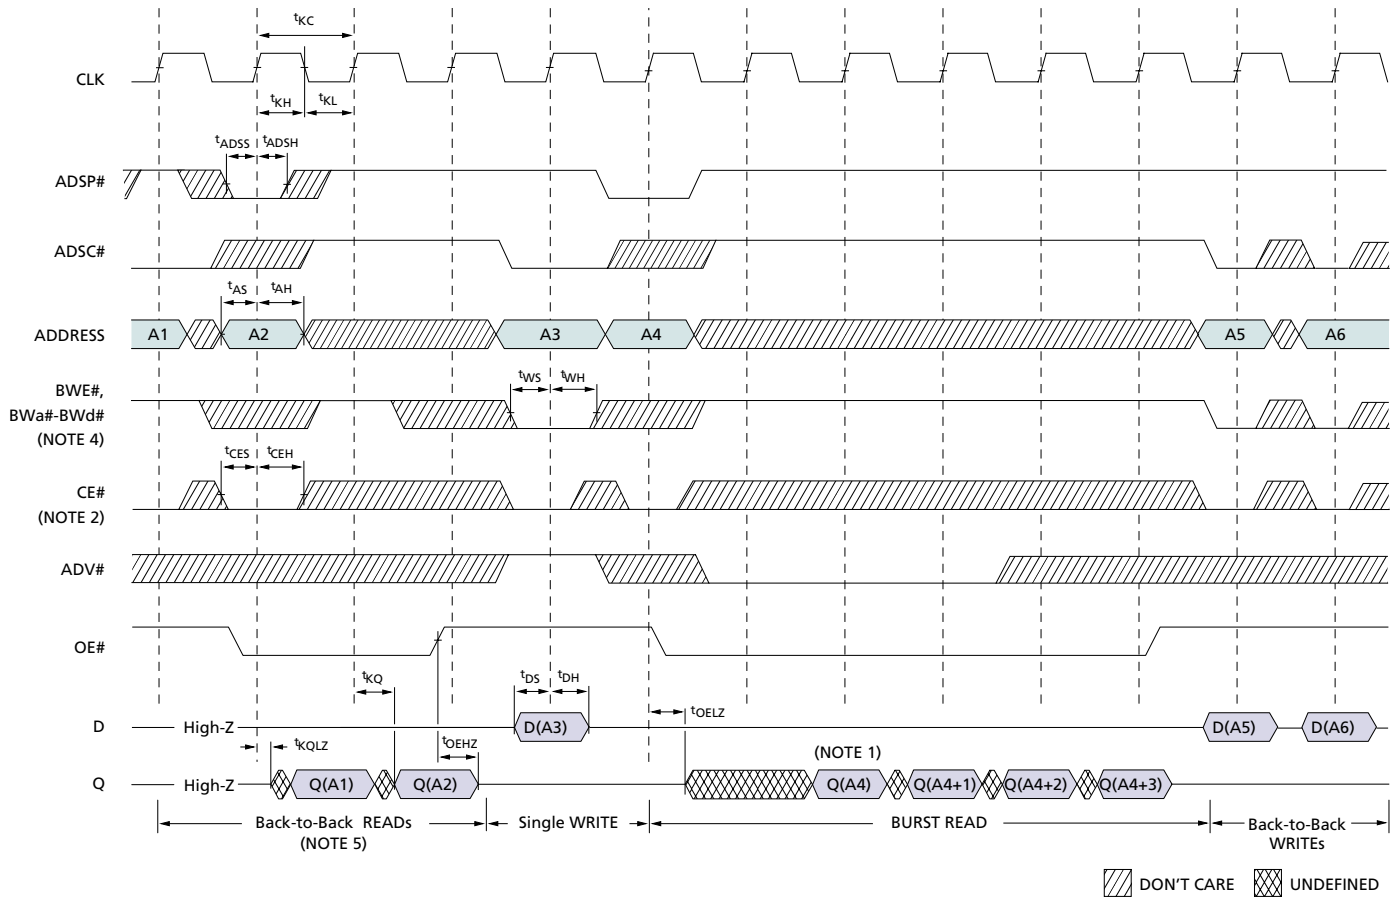 tKC
CLK
tKH
tKL
tADSS
tADSH
ADSP#
ADSC#
tAS
tAH
ADDRESS
A1
A2
A3
A4
A5
A6
BWE#,
BWa#-BWd#
(NOTE 4)
tWS
tWH
tCES
tCEH
CE#
(NOTE 2)
ADV#
OE#
tKQ
tDS
tDH
tOELZ
D
High-Z
D(A3)
D(A5)
D(A6)
tKQLZ
tOEHZ
(NOTE 1)
Q
High-Z
Q(A1)
Q(A2)
Q(A4)
Q(A4+1)
Q(A4+2)
Q(A4+3)
Back-to-Back READs
(NOTE 5)
Single WRITE
BURST READ
Back-to-Back
WRITEs
DON'T CARE
UNDEFINED